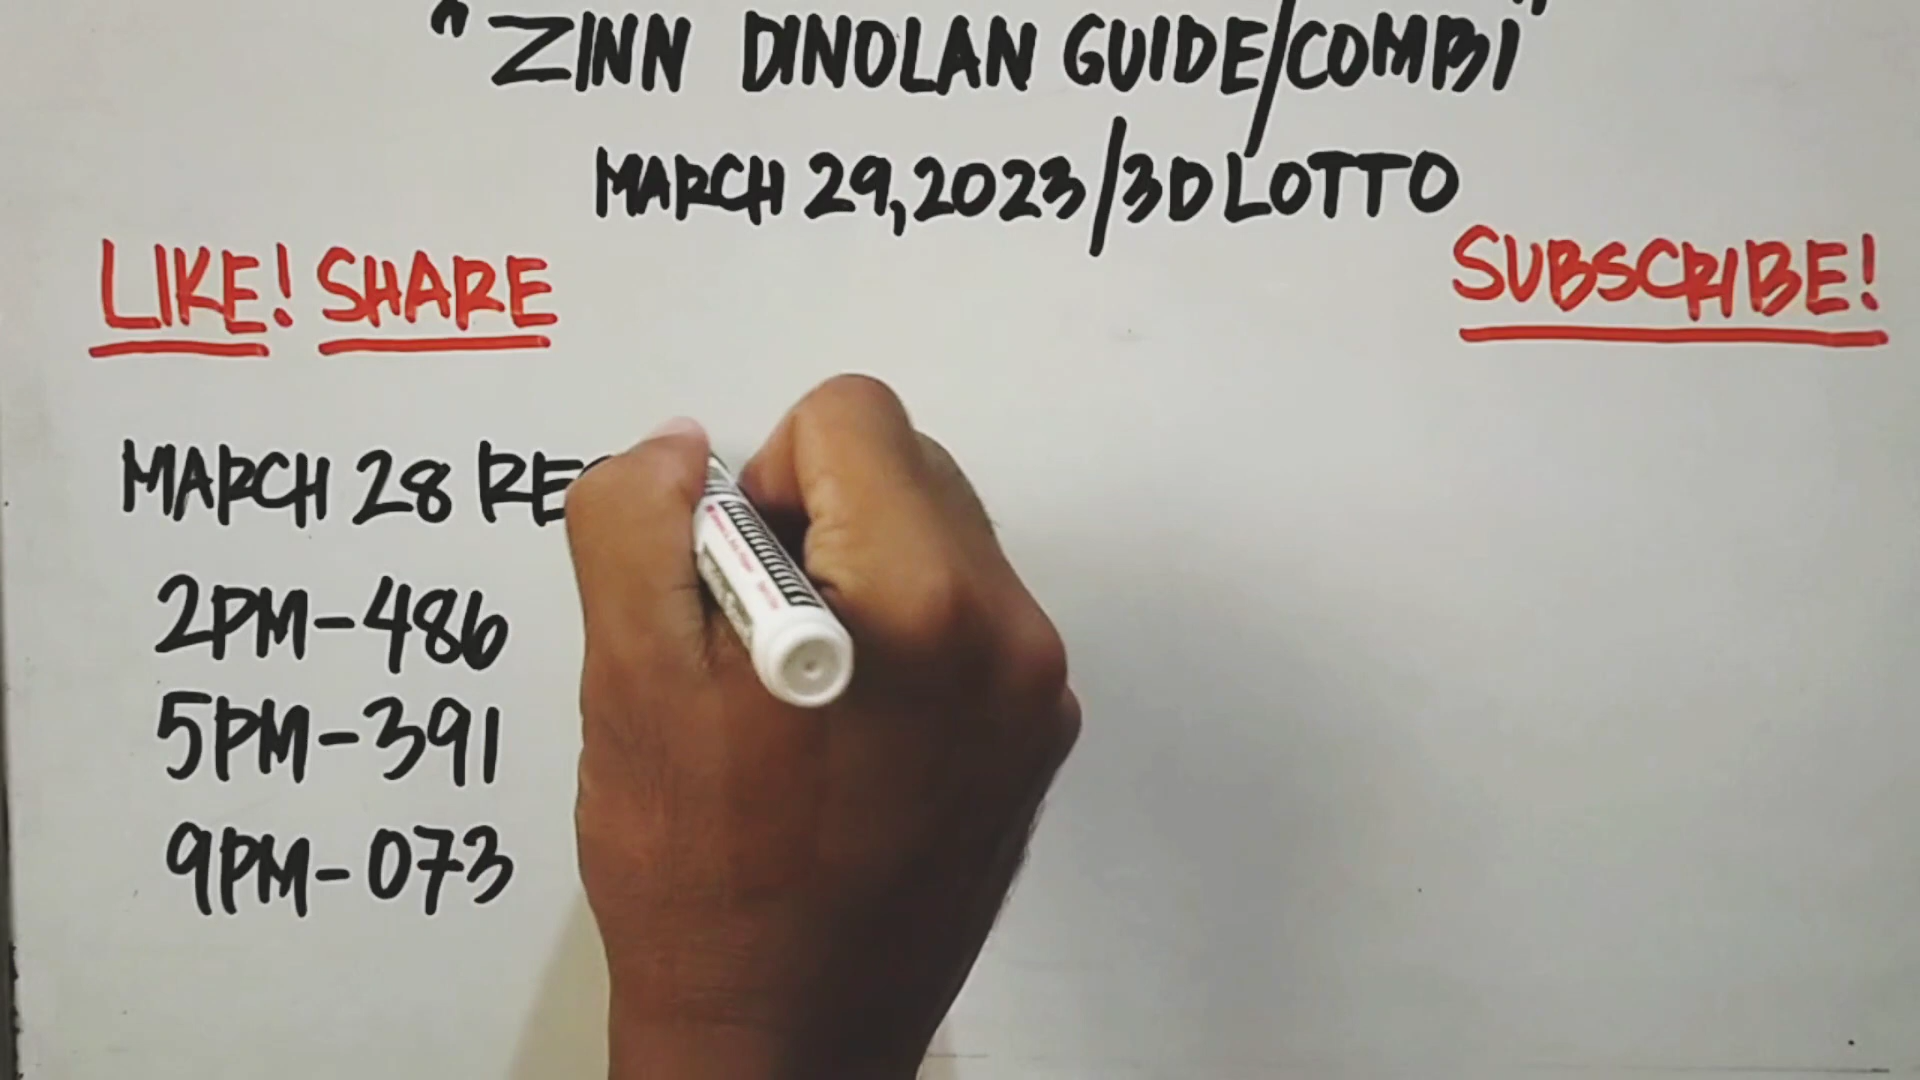 "ZINN DINOLAN GUIDE/COMBI"
MARCH 29,2023/3D LOTTO
LIKE! SHARE
SUBSCRIBE!
MARCH 28
2PM-486
5PM-391
9PM-073